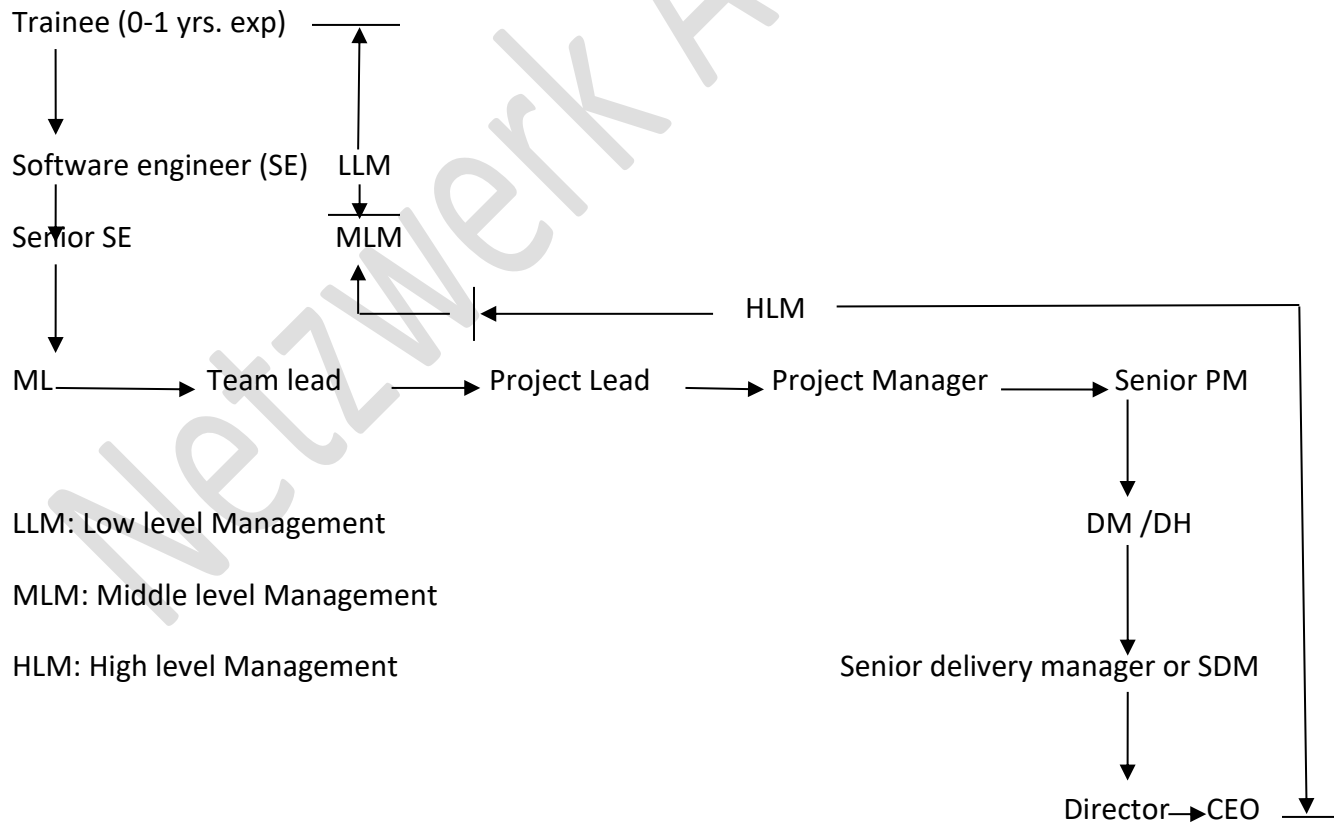 Trainee (0-1 yrs. exp)
Software engineer (SE) LLM
Senior SE MLM
HLM
ML Team lead Project Lead Project Manager Senior PM
LLM: Low level Management DM /DH
MLM: Middle level Management
HLM: High level Management Senior delivery manager or SDM
Director CEO
Netzwerk A